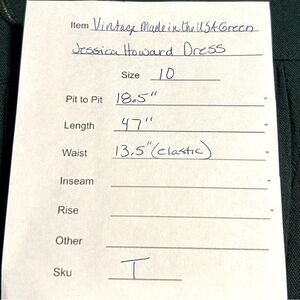 Item Vintage Made in the USA Green
Jessica Howard Dress
Size 10
Pit to Pit 18.5"
Length 47" "
Waist 13.5" (elastic) "
Inseam "
Rise "
Other
Sku T